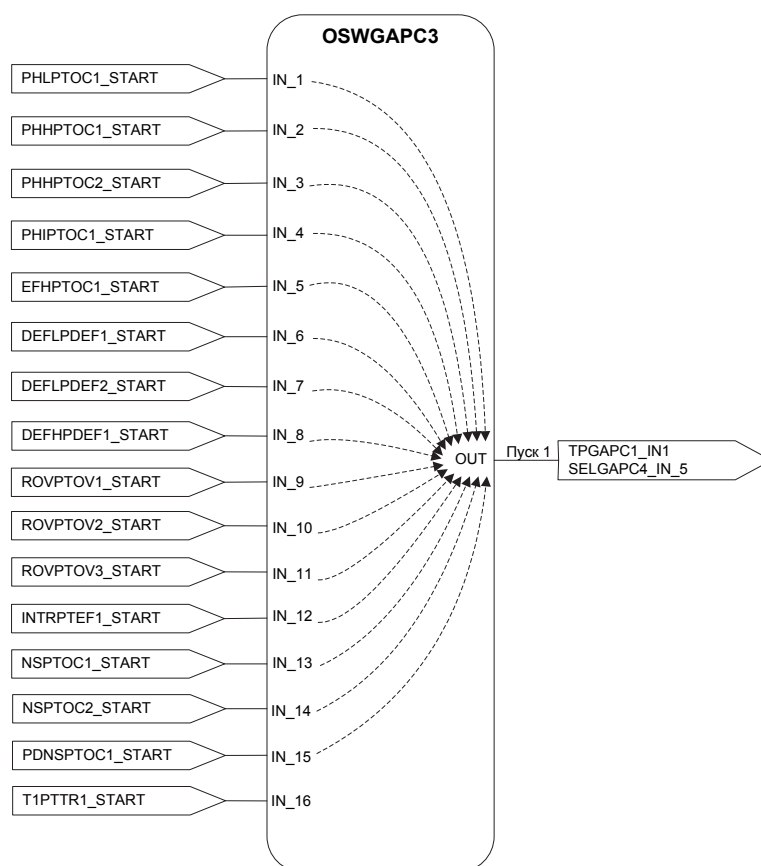 OSWGAPC3
PHLPTOC1_START
IN_1
PHHPTOC1_START
IN_2
PHHPTOC2_START
IN_3
PHIPTOC1_START
IN_4
EFHPTOC1_START
IN_5
DEFLPDEF1_START
IN_6
DEFLPDEF2_START
IN_7
DEFHPDEF1_START
IN_8
ROVPTOV1_START
IN_9
ROVPTOV2_START
IN_10
ROVPTOV3_START
IN_11
INTRPTEF1_START
IN_12
NSPTOC1_START
IN_13
NSPTOC2_START
IN_14
PDNSPTOC1_START
IN_15
T1PTTR1_START
IN_16
OUT
Пуск 1
TPGAPC1_IN1
SELGAPC4_IN_5